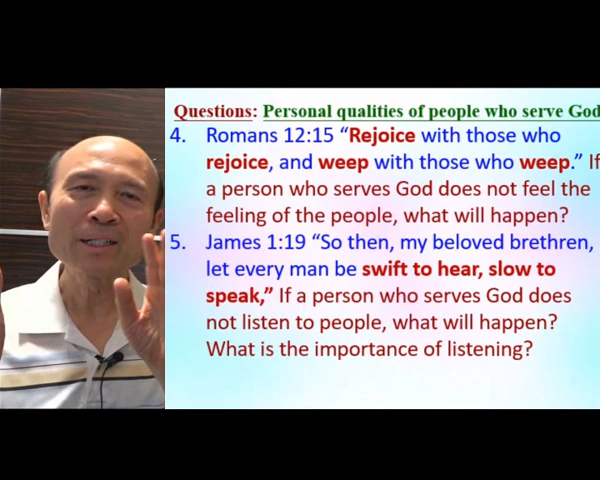 Questions: Personal qualities of people who serve God
4. Romans 12:15 “Rejoice with those who
rejoice, and weep with those who weep.” If
a person who serves God does not feel the
feeling of the people, what will happen?
5. James 1:19 “So then, my beloved brethren,
let every man be swift to hear, slow to
speak,” If a person who serves God does
not listen to people, what will happen?
What is the importance of listening?